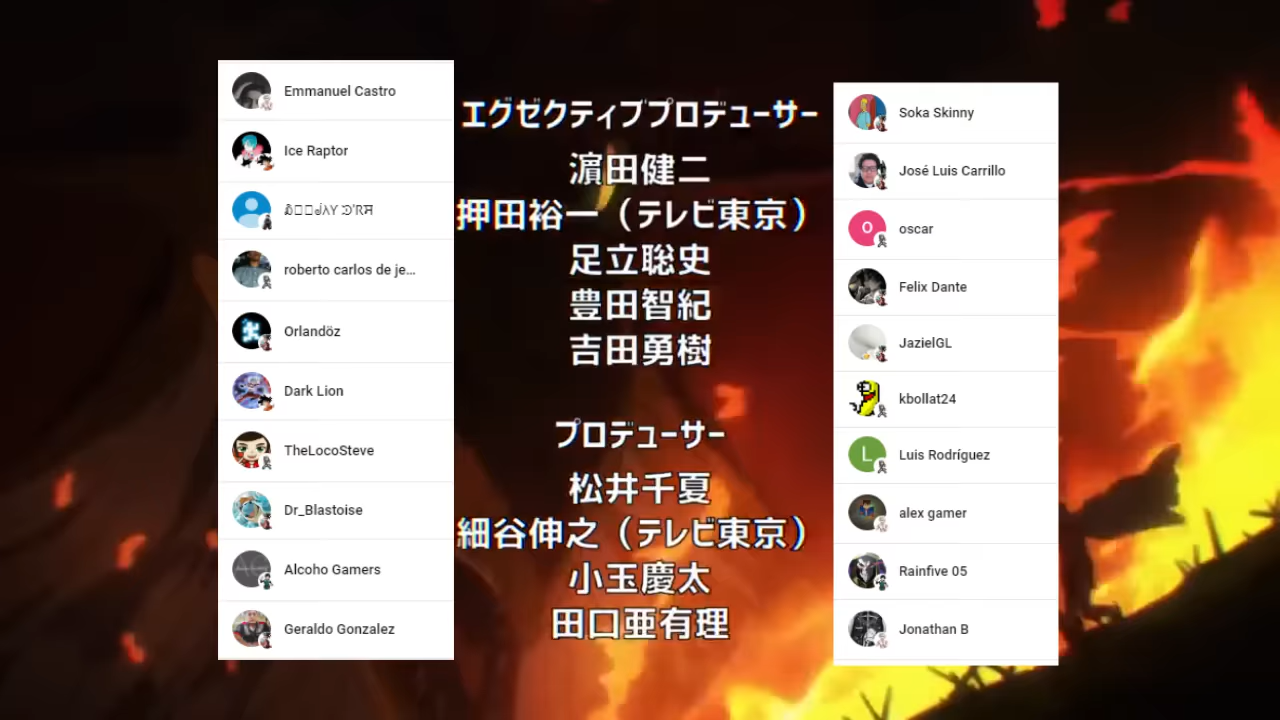 Emmanuel Castro
Ice Raptor
roberto carlos de je...
Orlandöz
Dark Lion
TheLocoSteve
Dr_Blastoise
Alcoho Gamers
Geraldo Gonzalez
エグゼクティブプロデューサー
濵田健二
押田裕一（テレビ東京）
足立聡史
豊田智紀
吉田勇樹
プロデューサー
松井千夏
細谷伸之（テレビ東京）
小玉慶太
田口亜有理
Soka Skinny
José Luis Carrillo
O
oscar
Felix Dante
JazielGL
kbollat24
L
Luis Rodríguez
alex gamer
Rainfive 05
Jonathan B